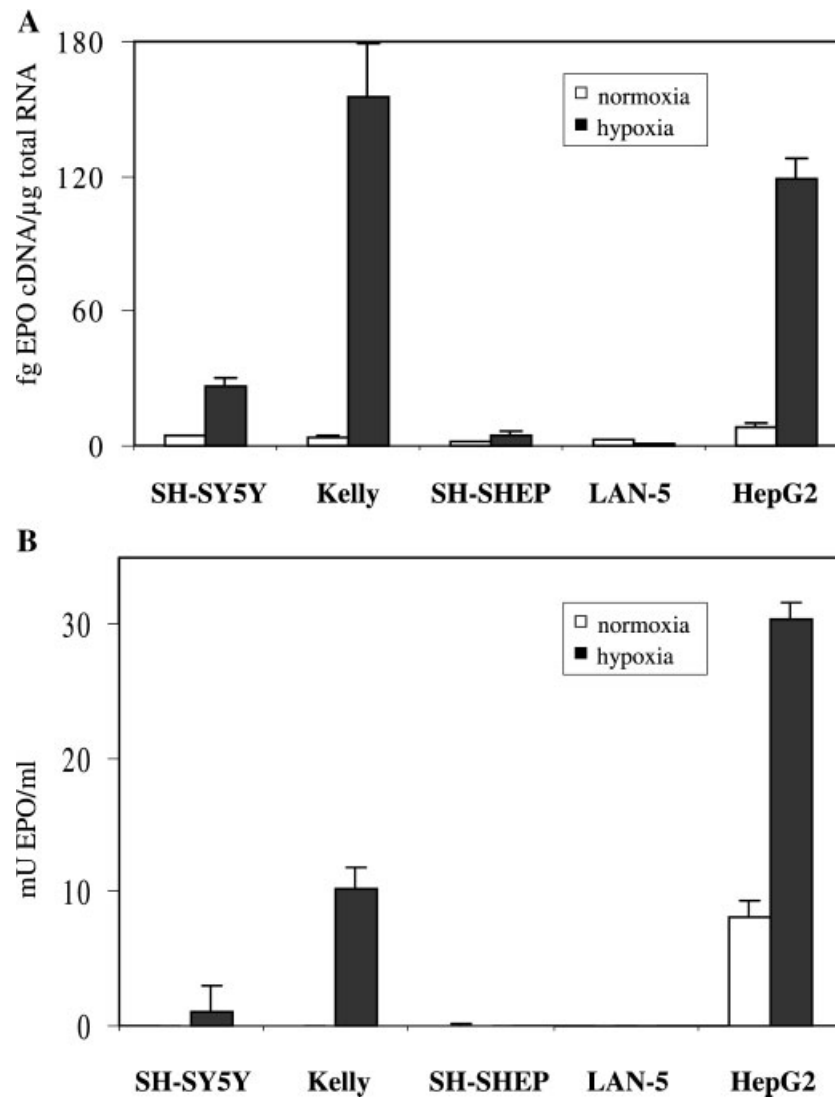 A
fg EPO cDNA/µg total RNA
180
120
60
0
normoxia
hypoxia
SH-SY5Y Kelly SH-SHEP LAN-5 HepG2
B
mU EPO/ml
30
20
10
0
normoxia
hypoxia
SH-SY5Y Kelly SH-SHEP LAN-5 HepG2